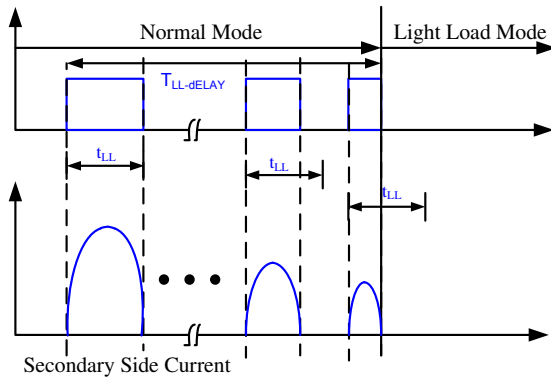 Normal Mode
Light Load Mode
TLL-dELAY
tLL
tLL
tLL
Secondary Side Current